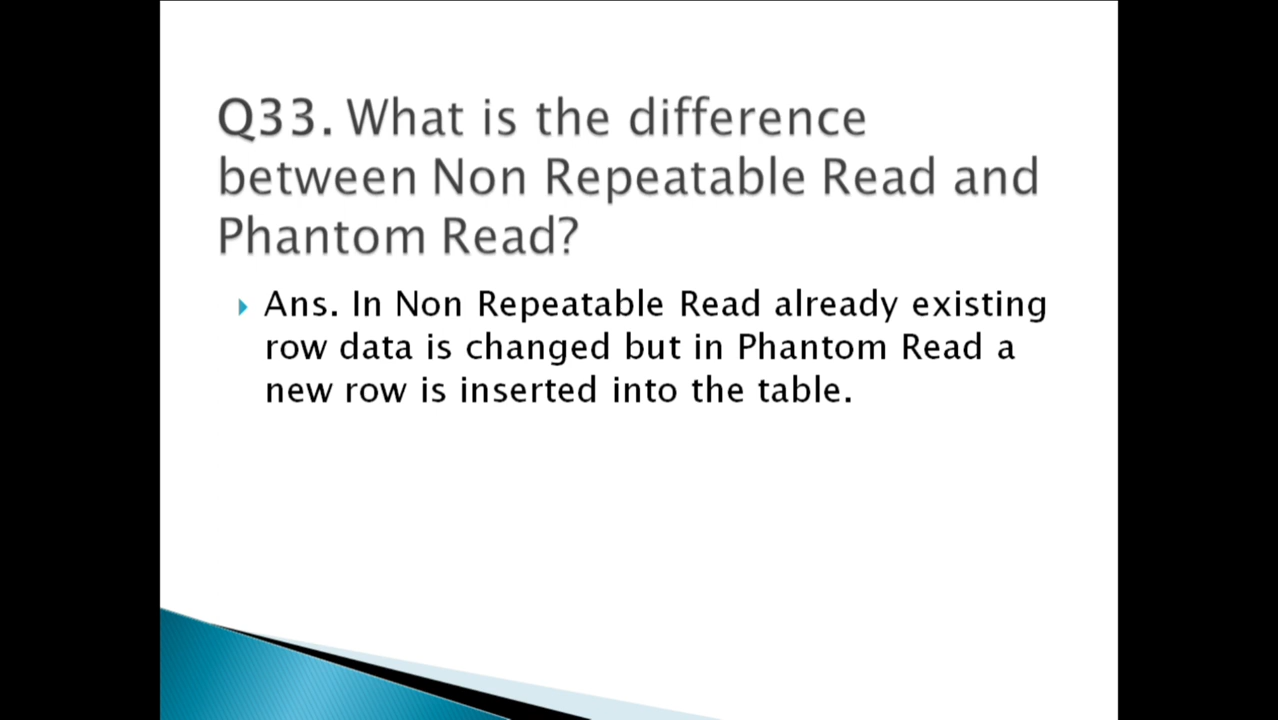 Q33. What is the difference
between Non Repeatable Read and
Phantom Read?
Ans. In Non Repeatable Read already existing
row data is changed but in Phantom Read a
new row is inserted into the table.